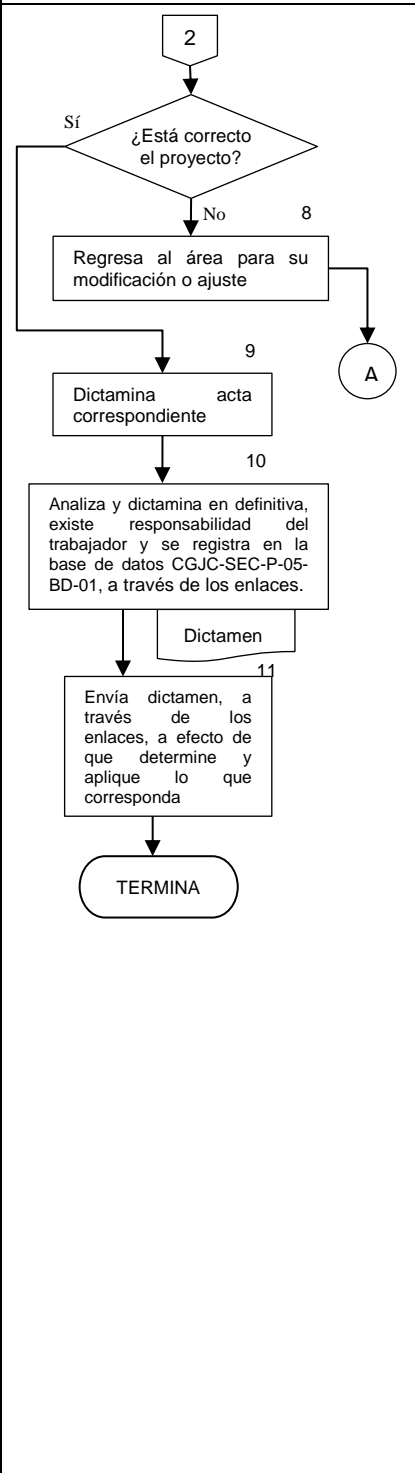 2
Sí
¿Está correcto
el proyecto?
No
8
Regresa al área para su
modificación o ajuste
A
9
Dictamina acta
correspondiente
10
Analiza y dictamina en definitiva,
existe responsabilidad del
trabajador y se registra en la
base de datos CGJC-SEC-P-05-
BD-01, a través de los enlaces.
Dictamen
11
Envía dictamen, a
través de los
enlaces, a efecto de
que determine y
aplique lo que
corresponda
TERMINA